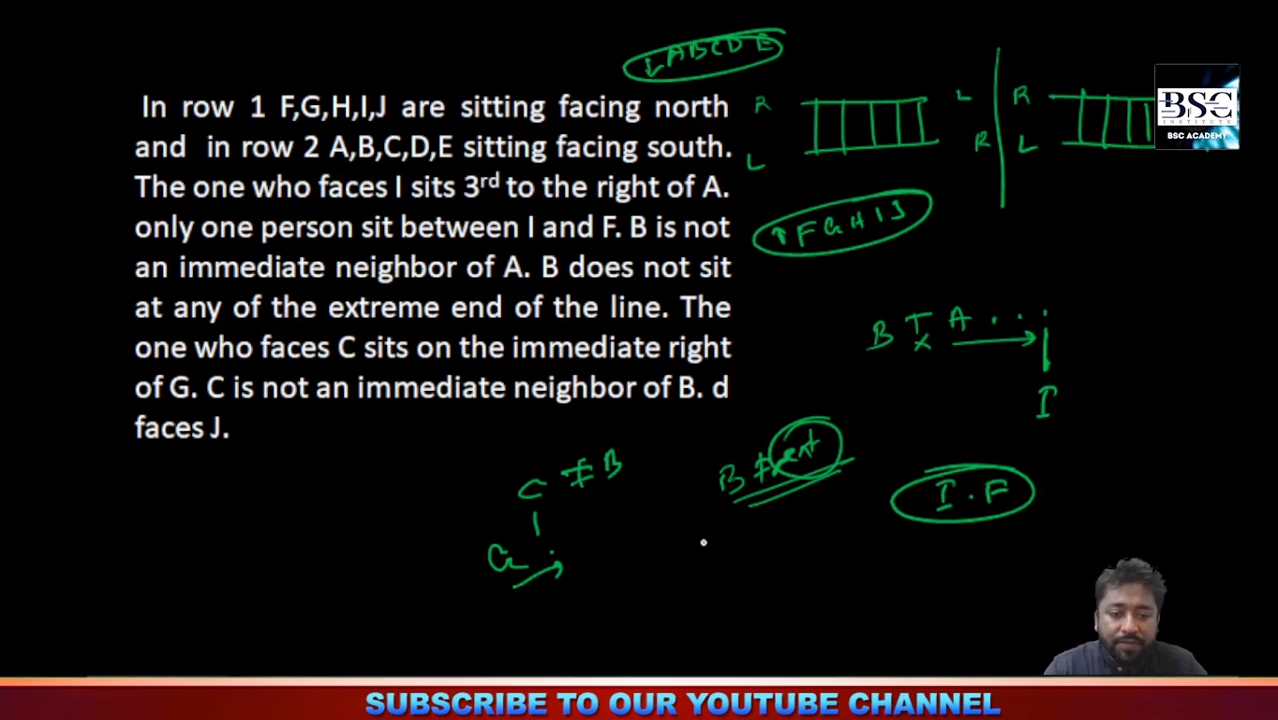 ↓ A B C D E
In row 1 F,G,H,I,J are sitting facing north
and in row 2 A,B,C,D,E sitting facing south.
The one who faces I sits 3rd to the right of A.
only one person sit between I and F. B is not
an immediate neighbor of A. B does not sit
at any of the extreme end of the line. The
one who faces C sits on the immediate right
of G. C is not an immediate neighbor of B. d
faces J.
R L
L R
R
L
BSC
INSTITUTE
BSC ACADEMY
↑ F G H I J
B A . . .
I
C ≠ B
G .
B ≠ ext
I . F
SUBSCRIBE TO OUR YOUTUBE CHANNEL